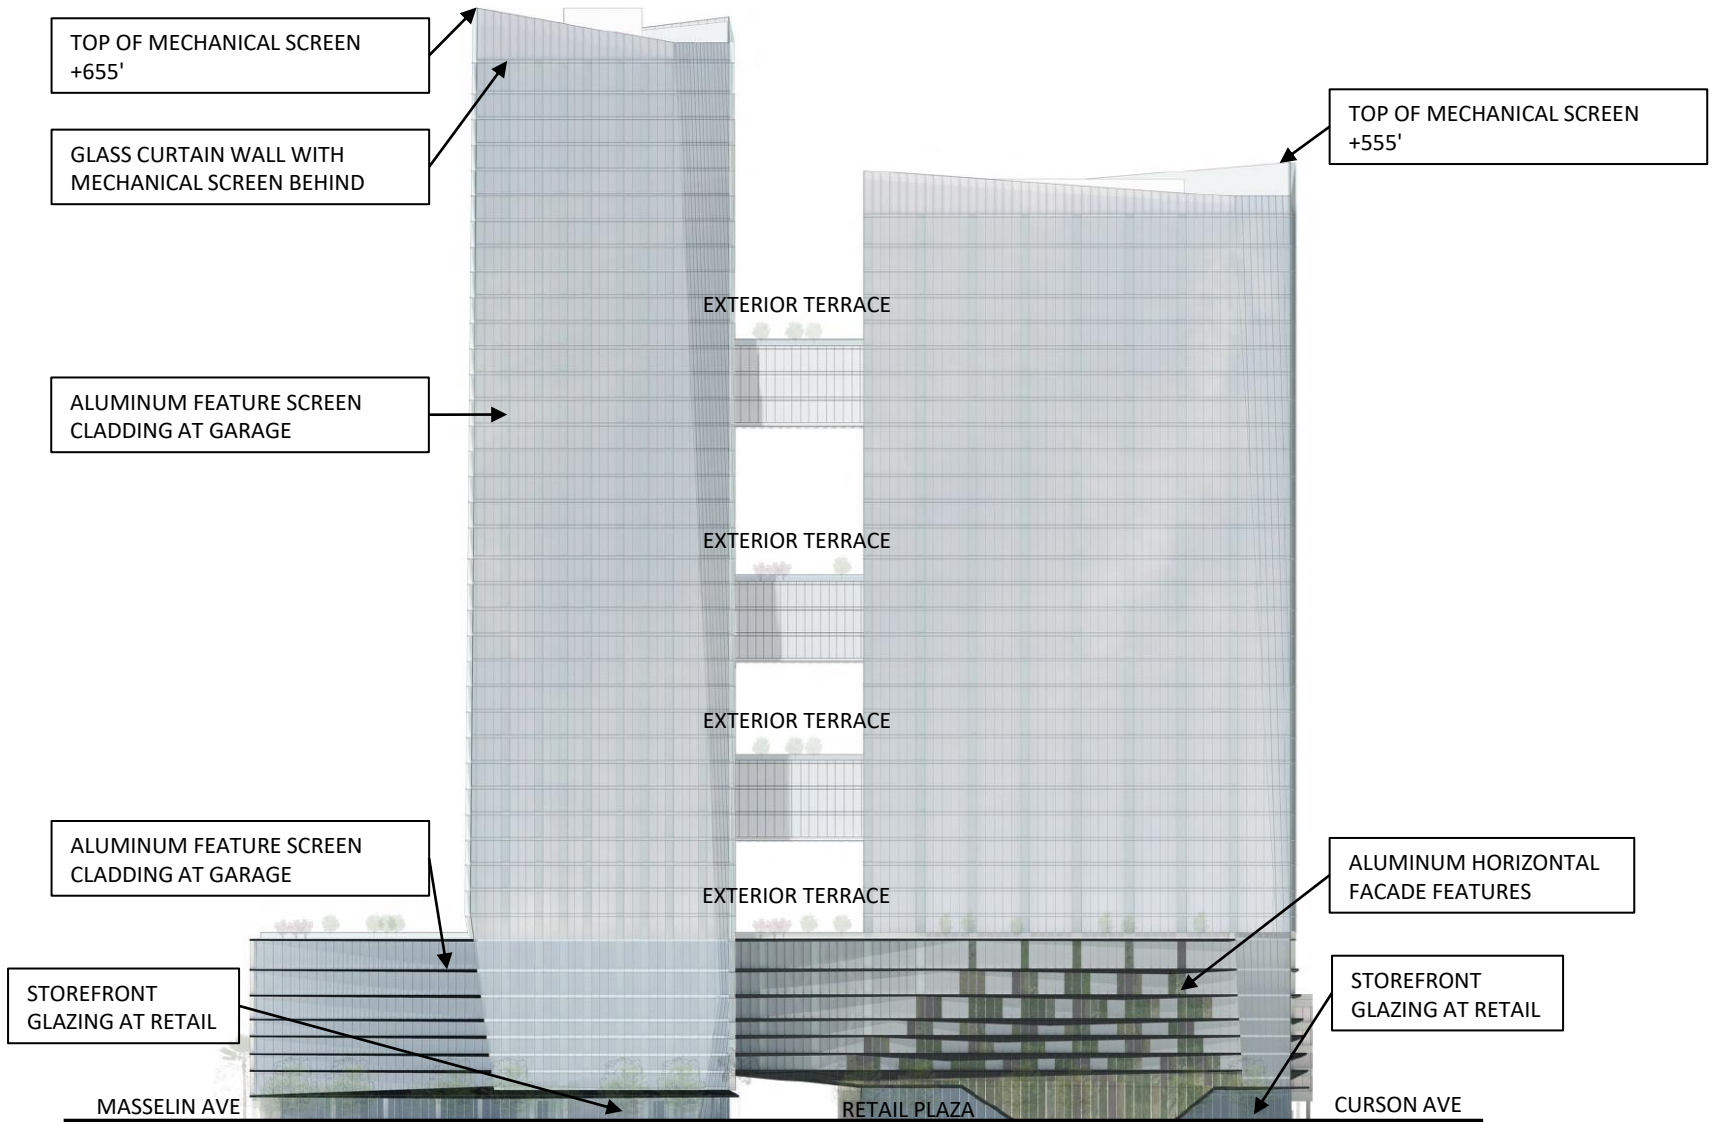 TOP OF MECHANICAL SCREEN
+655'
GLASS CURTAIN WALL WITH
MECHANICAL SCREEN BEHIND
TOP OF MECHANICAL SCREEN
+555'
EXTERIOR TERRACE
ALUMINUM FEATURE SCREEN
CLADDING AT GARAGE
EXTERIOR TERRACE
EXTERIOR TERRACE
ALUMINUM FEATURE SCREEN
CLADDING AT GARAGE
EXTERIOR TERRACE
ALUMINUM HORIZONTAL
FACADE FEATURES
STOREFRONT
GLAZING AT RETAIL
STOREFRONT
GLAZING AT RETAIL
MASSELIN AVE
RETAIL PLAZA
CURSON AVE